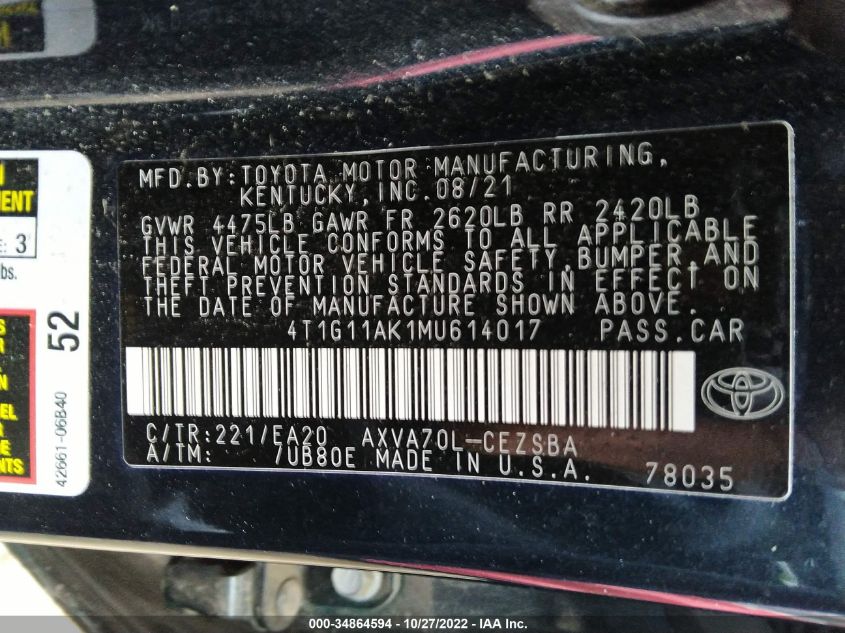 MFD.BY:TOYOTA MOTOR MANUFACTURING,
KENTUCKY,INC.08/21
GVWR 4475LB GAWR FR 2620LB RR 2420LB
THIS VEHICLE CONFORMS TO ALL APPLICABLE
FEDERAL MOTOR VEHICLE SAFETY,BUMPER,AND
THEFT PREVENTION STANDARDS IN EFFECT ON
THE DATE OF MANUFACTURE SHOWN ABOVE.
4T1G11AK1MU614017 PASS.CAR
C/TR:221/EA20 AXVA70L-CEZSBA
A/TM: 7UB80E MADE IN U.S.A. 78035
E: 3
bs.
52
42661-06B40
000-34864594 - 10/27/2022 - IAA Inc.